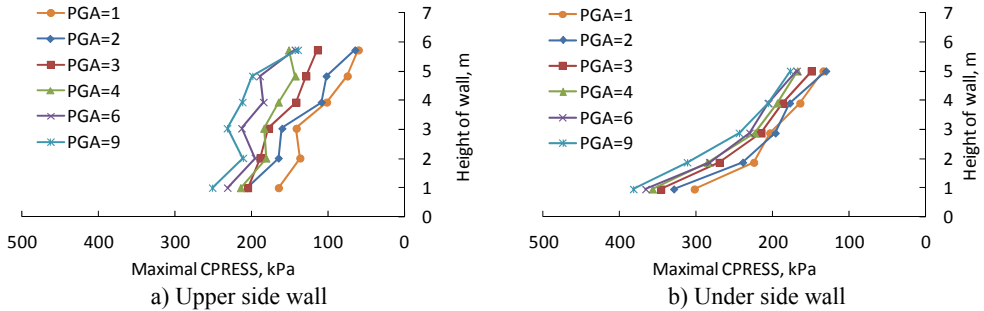 PGA=1
PGA=2
PGA=3
PGA=4
PGA=6
PGA=9
7
6
5
4
3
2
1
0
Height of wall, m
500 400 300 200 100 0
Maximal CPRESS, kPa
a) Upper side wall
PGA=1
PGA=2
PGA=3
PGA=4
PGA=6
PGA=9
7
6
5
4
3
2
1
0
Height of wall, m
500 400 300 200 100 0
Maximal CPRESS, kPa
b) Under side wall